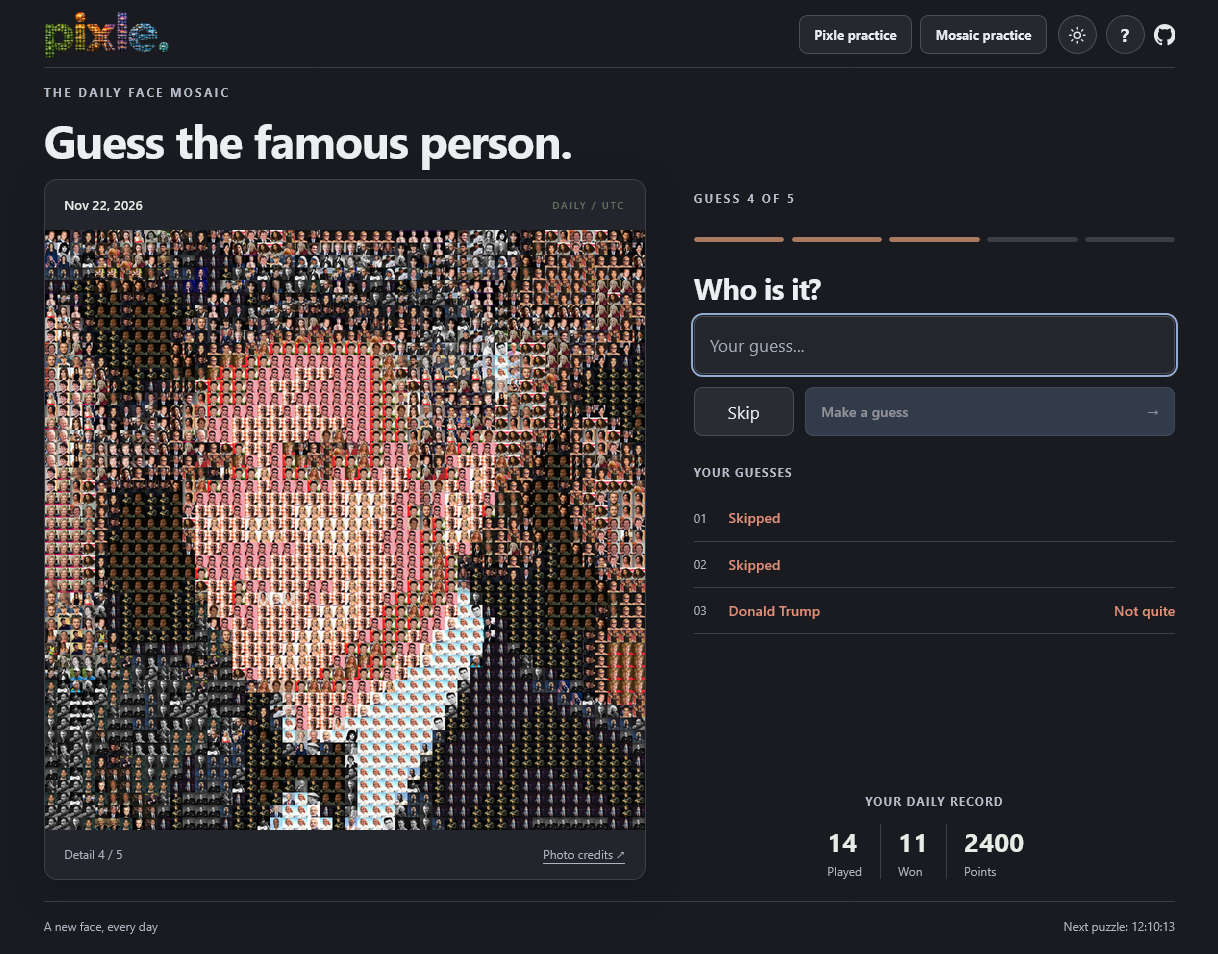 pixle.
Pixle practice
Mosaic practice
?
THE DAILY FACE MOSAIC
Guess the famous person.
Nov 22, 2026
DAILY / UTC
Detail 4 / 5
Photo credits ↗
GUESS 4 OF 5
Who is it?
Your guess...
Skip
Make a guess →
YOUR GUESSES
01 Skipped
02 Skipped
03 Donald Trump Not quite
YOUR DAILY RECORD
14 11 2400
Played Won Points
A new face, every day
Next puzzle: 12:10:13